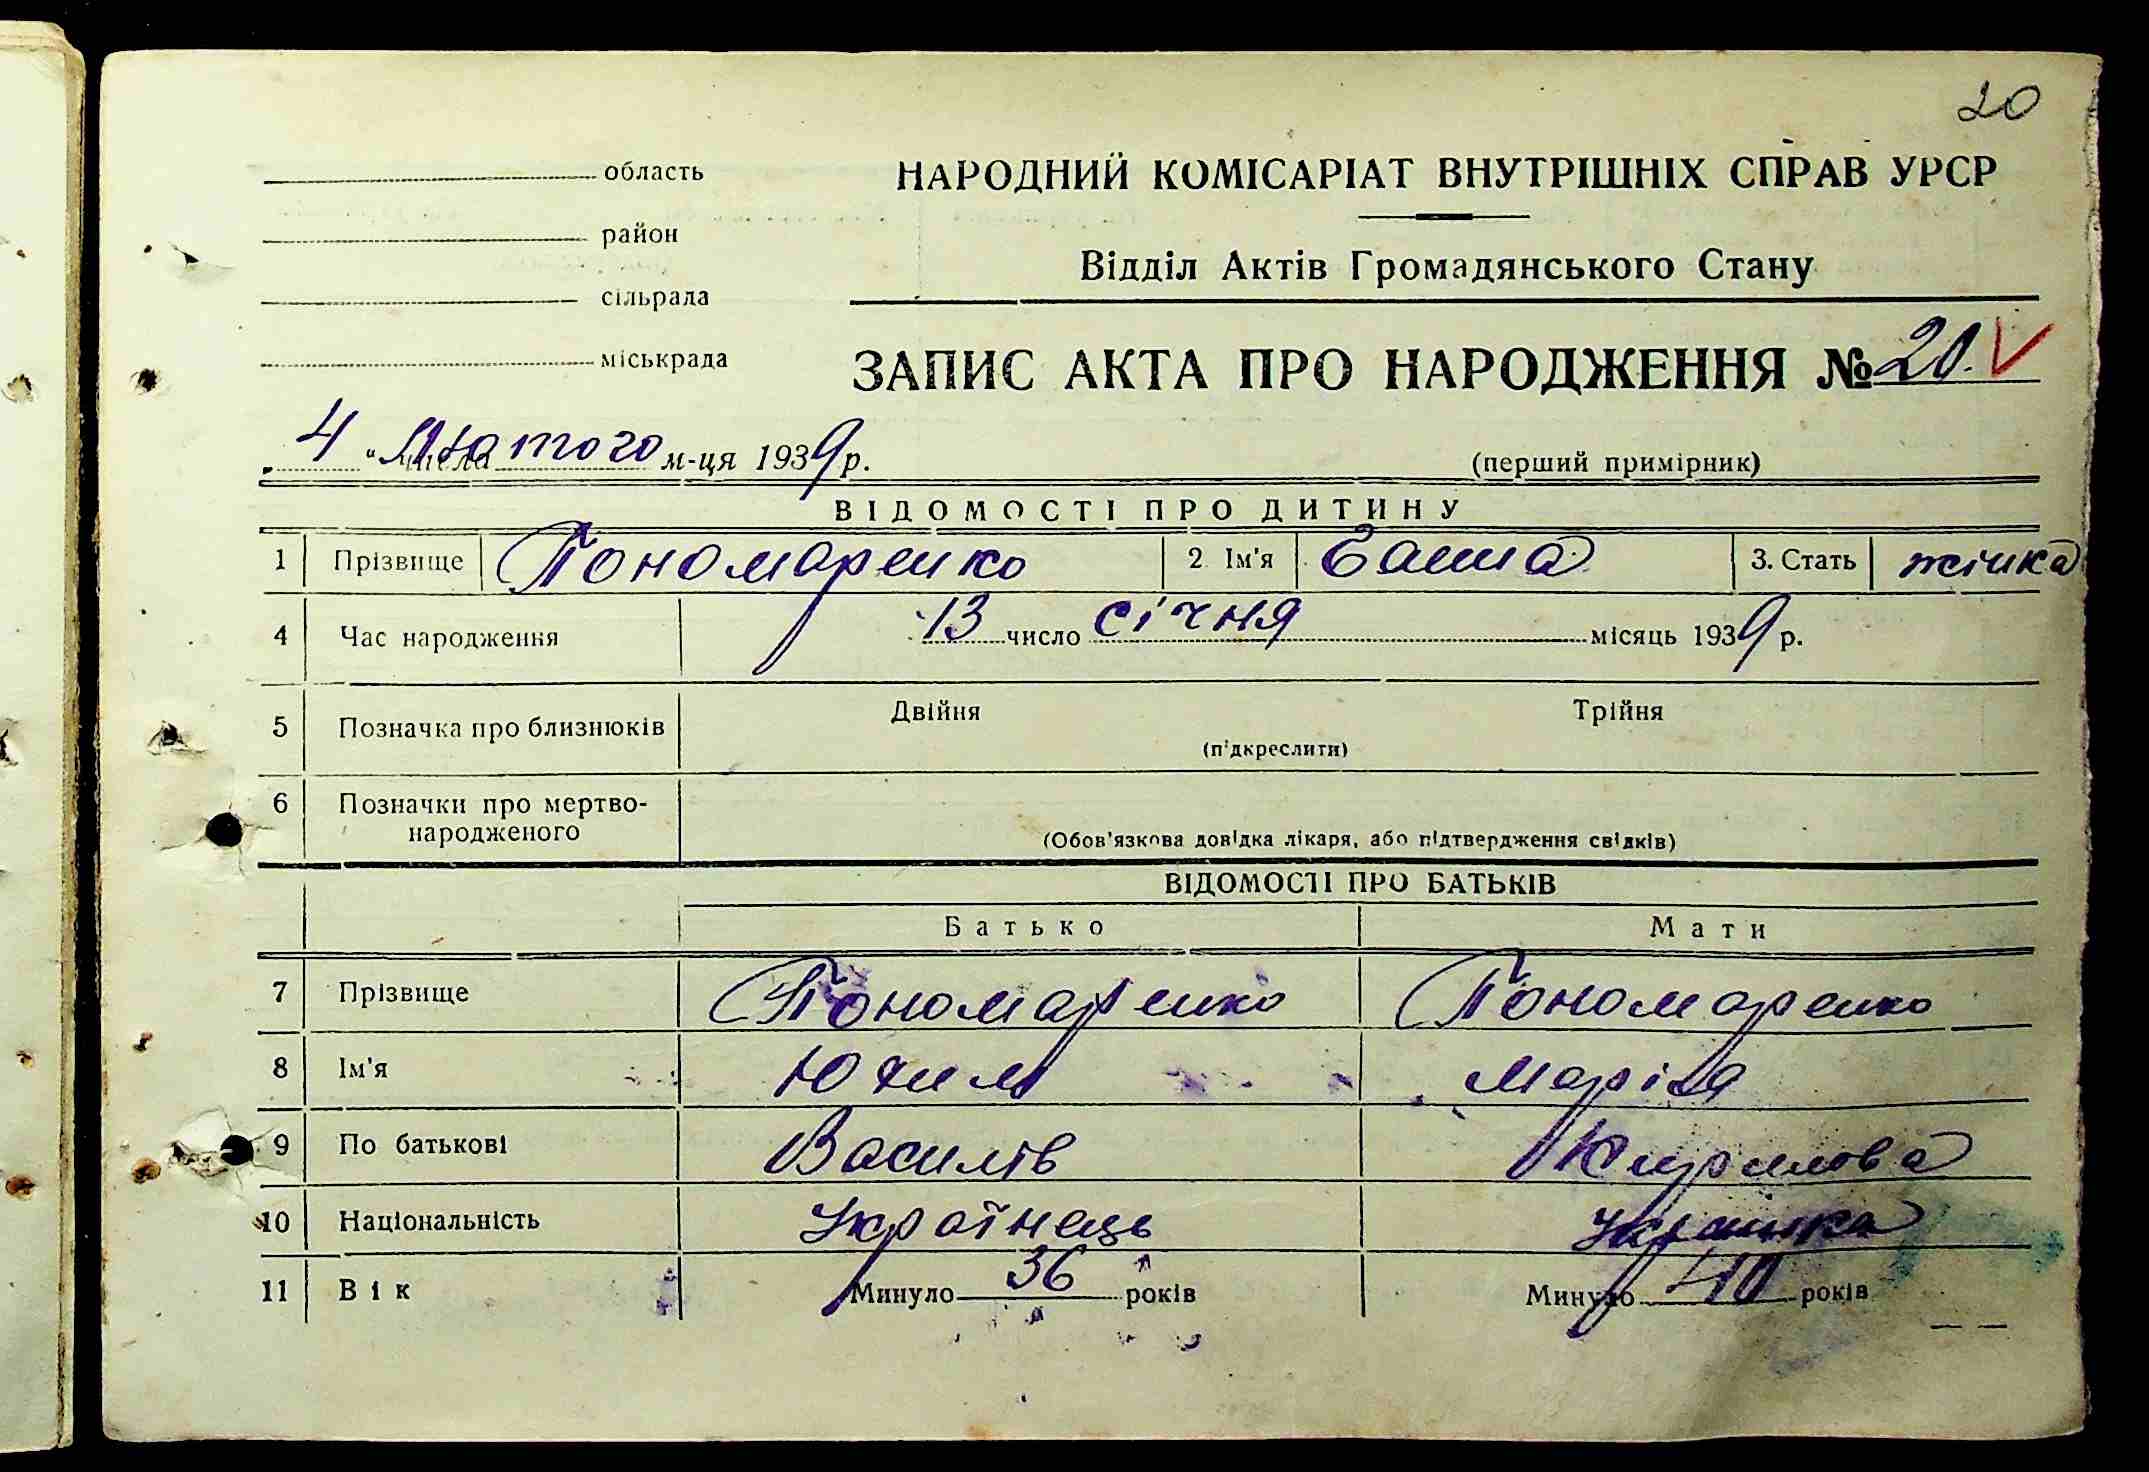 20
область
район
сільрада
міськрада
НАРОДНИЙ КОМІСАРІАТ ВНУТРІШНІХ СПРАВ УРСР
Відділ Актів Громадянського Стану
ЗАПИС АКТА ПРО НАРОДЖЕННЯ № 20. V
„ 4 " числа Лютого м-ця 1939 р.
(перший примірник)
ВІДОМОСТІ ПРО ДИТИНУ
1 Прізвище Пономаренко 2 Ім'я 3. Стать жінка
4 Час народження 13 число січня місяць 1939 р.
5 Позначка про близнюків Двійня Трійня
(підкреслити)
6 Позначки про мертво-
народженого
(Обов'язкова довідка лікаря, або підтвердження свідків)
ВІДОМОСТІ ПРО БАТЬКІВ
Батько Мати
7 Прізвище Пономаренко Пономаренко
8 Ім'я Юхим Марія
9 По батькові Василів Кирилова
10 Національність Українець Українка
11 Вік Минуло 36 років Минуло 40 років